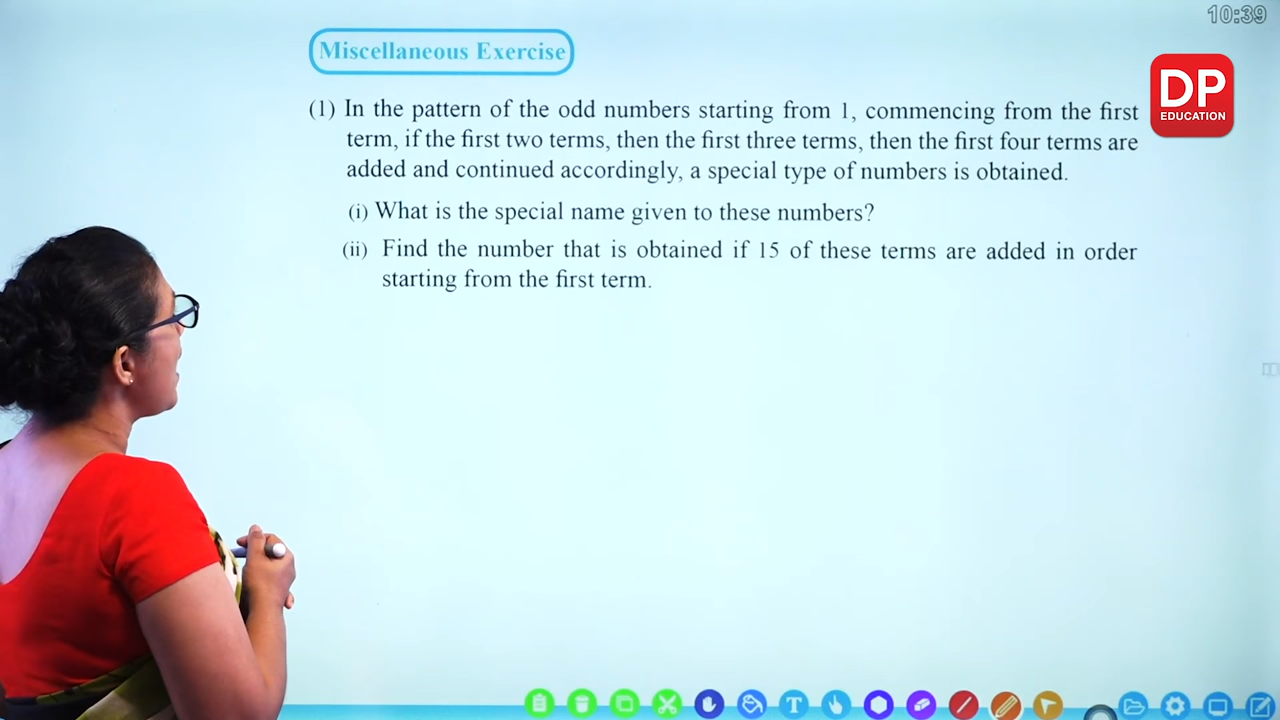 10:39
Miscellaneous Exercise
DP
EDUCATION
(1) In the pattern of the odd numbers starting from 1, commencing from the first
term, if the first two terms, then the first three terms, then the first four terms are
added and continued accordingly, a special type of numbers is obtained.
(i) What is the special name given to these numbers?
(ii) Find the number that is obtained if 15 of these terms are added in order
starting from the first term.
T